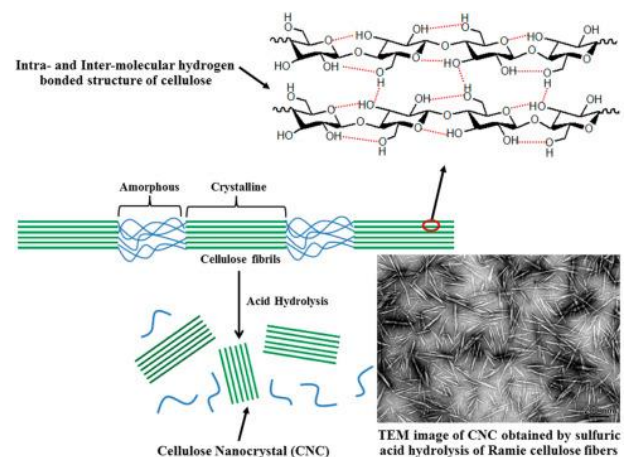 Intra- and Inter-molecular hydrogen
bonded structure of cellulose
Amorphous
Crystalline
Cellulose fibrils
Acid Hydrolysis
Cellulose Nanocrystal (CNC)
TEM image of CNC obtained by sulfuric
acid hydrolysis of Ramie cellulose fibers